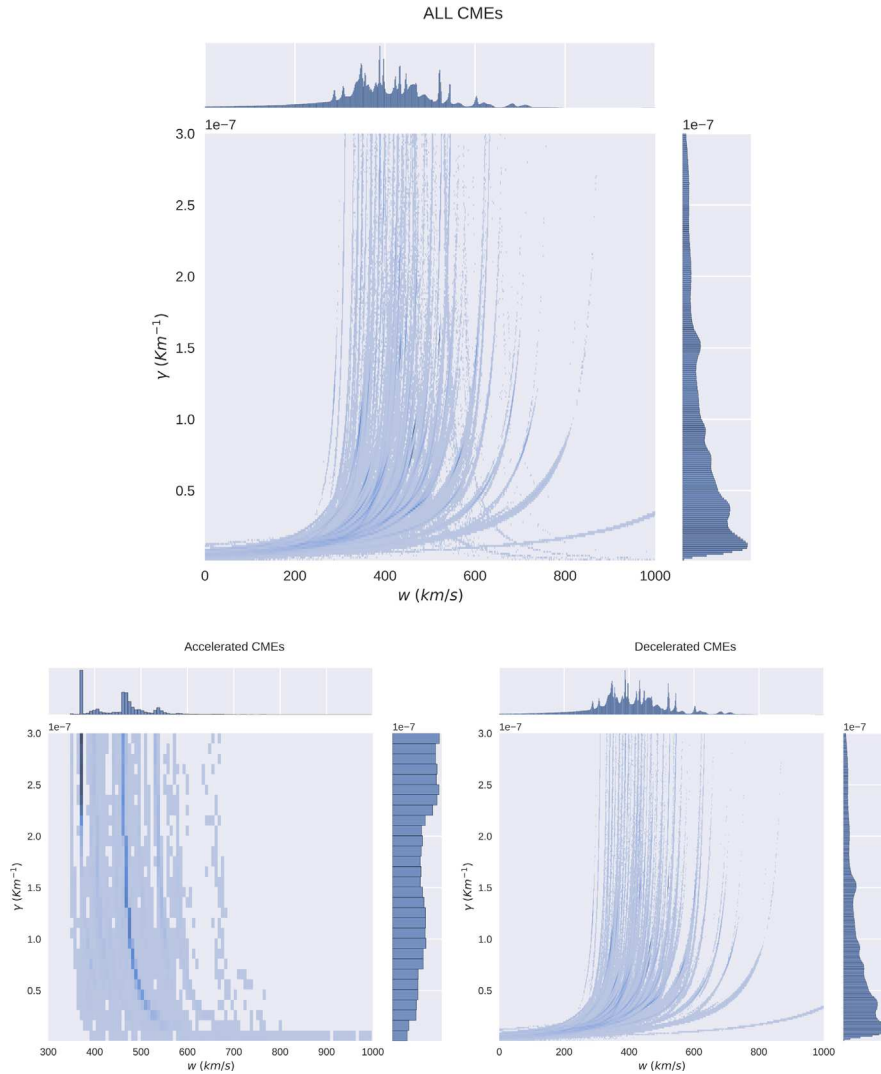 ALL CMEs
1e−7
1e−7
3.0
2.5
2.0
1.5
1.0
0.5
γ (Km⁻¹)
0 200 400 600 800 1000
w (km/s)
Accelerated CMEs
1e−7
1e−7
3.0
2.5
2.0
1.5
1.0
0.5
γ (Km⁻¹)
300 400 500 600 700 800 900 1000
w (km/s)
Decelerated CMEs
1e−7
1e−7
3.0
2.5
2.0
1.5
1.0
0.5
γ (Km⁻¹)
0 200 400 600 800 1000
w (km/s)